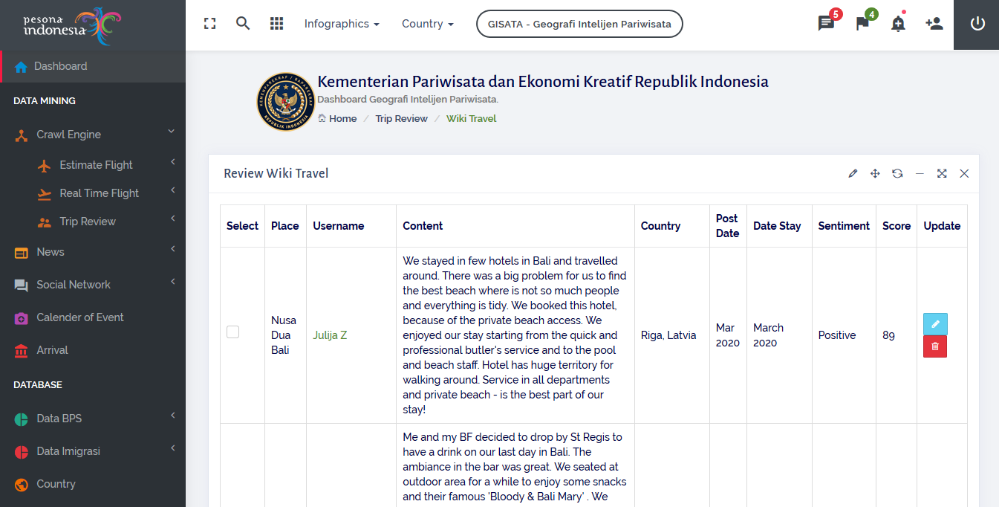 pesona
indonesia
Infographics
Country
GISATA - Geografi Intelijen Pariwisata
5
4
Dashboard
DATA MINING
Crawl Engine
Estimate Flight
Real Time Flight
Trip Review
News
Social Network
Calender of Event
Arrival
DATABASE
Data BPS
Data Imigrasi
Country
KEMENPAREKRAF / BAPAREKRAF
REPUBLIK INDONESIA
Kementerian Pariwisata dan Ekonomi Kreatif Republik Indonesia
Dashboard Geografi Intelijen Pariwisata.
Home / Trip Review / Wiki Travel
Review Wiki Travel
Select Place Username Content Country Post Date Date Stay Sentiment Score Update
Nusa
Dua
Bali
Julija Z
We stayed in few hotels in Bali and travelled
around. There was a big problem for us to find
the best beach where is not so much people
and everything is tidy. We booked this hotel,
because of the private beach access. We
enjoyed our stay starting from the quick and
professional butler's service and to the pool
and beach staff. Hotel has huge territory for
walking around. Service in all departments
and private beach - is the best part of our
stay!
Riga, Latvia
Mar
2020
March
2020
Positive
89
Me and my BF decided to drop by St Regis to
have a drink on our last day in Bali. The
ambiance in the bar was great. We seated at
outdoor area for a while to enjoy some snacks
and their famous 'Bloody & Bali Mary' . We